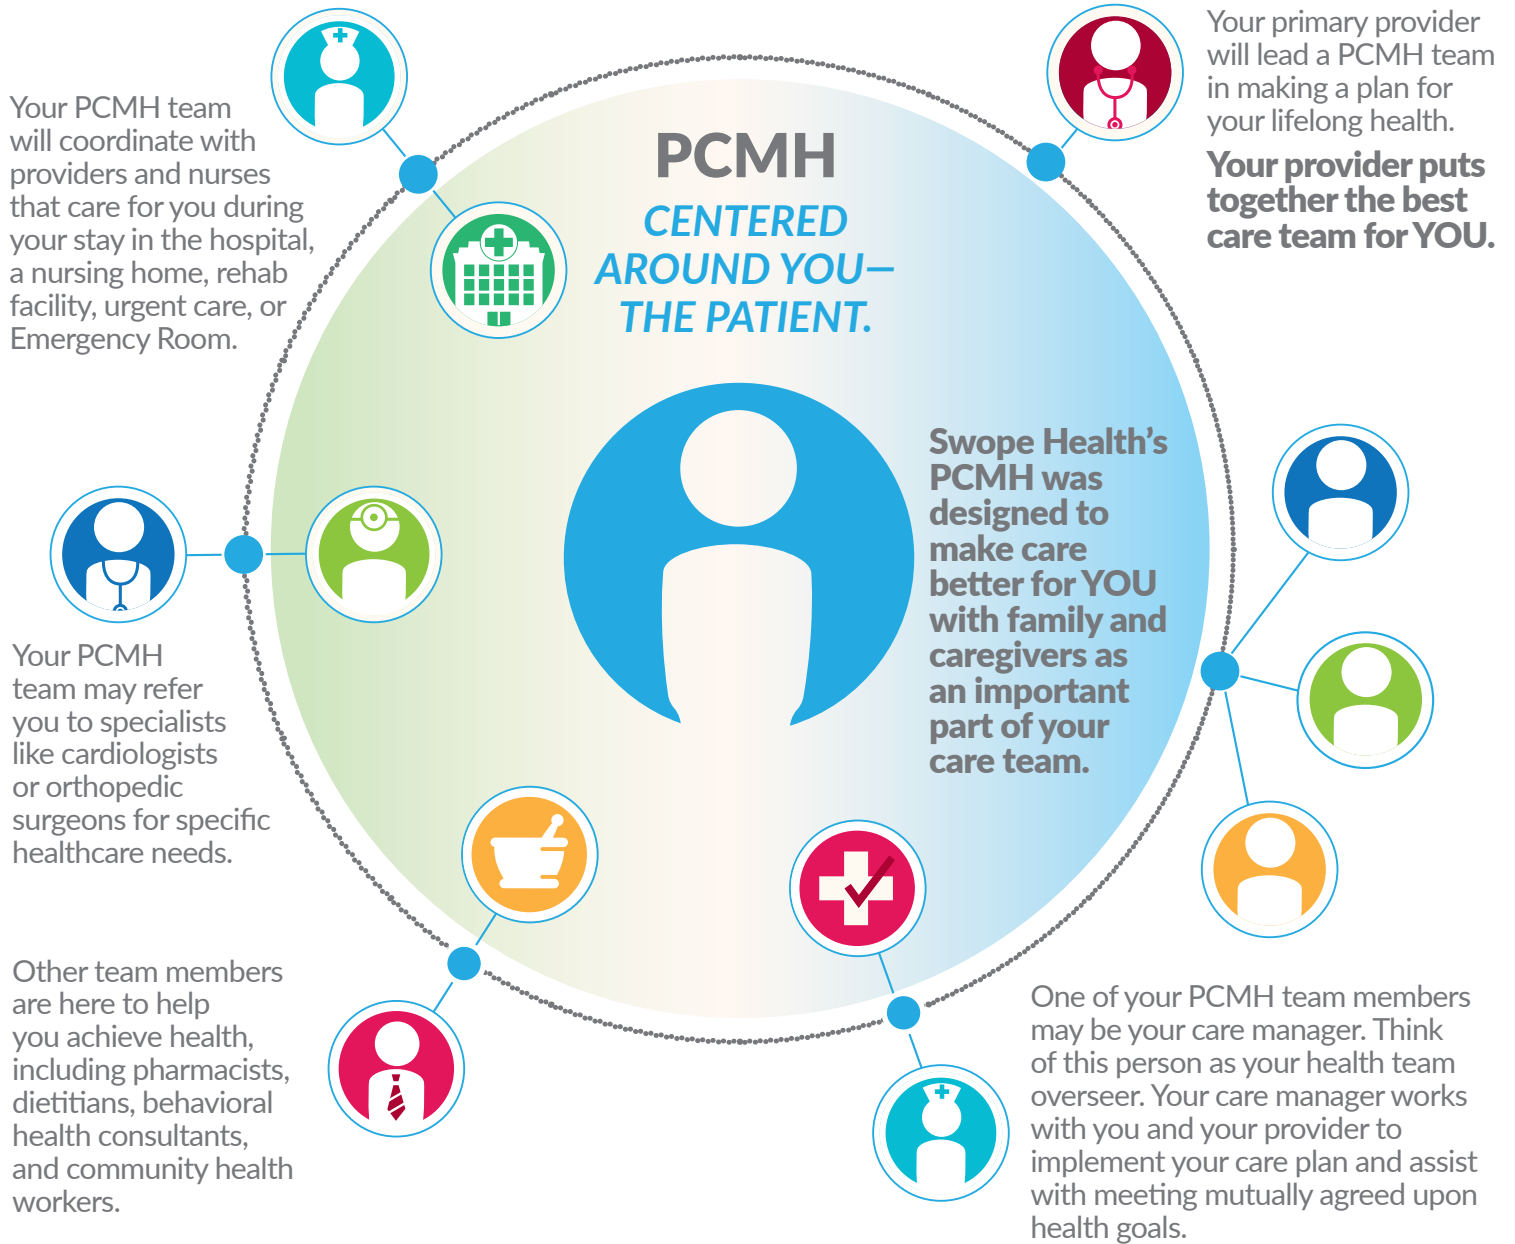 PCMH
CENTERED
AROUND YOU—
THE PATIENT.
Your PCMH team
will coordinate with
providers and nurses
that care for you during
your stay in the hospital,
a nursing home, rehab
facility, urgent care, or
Emergency Room.
Your primary provider
will lead a PCMH team
in making a plan for
your lifelong health.
Your provider puts
together the best
care team for YOU.
Swope Health’s
PCMH was
designed to
make care
better for YOU
with family and
caregivers as
an important
part of your
care team.
Your PCMH
team may refer
you to specialists
like cardiologists
or orthopedic
surgeons for specific
healthcare needs.
Other team members
are here to help
you achieve health,
including pharmacists,
dietitians, behavioral
health consultants,
and community health
workers.
One of your PCMH team members
may be your care manager. Think
of this person as your health team
overseer. Your care manager works
with you and your provider to
implement your care plan and assist
with meeting mutually agreed upon
health goals.